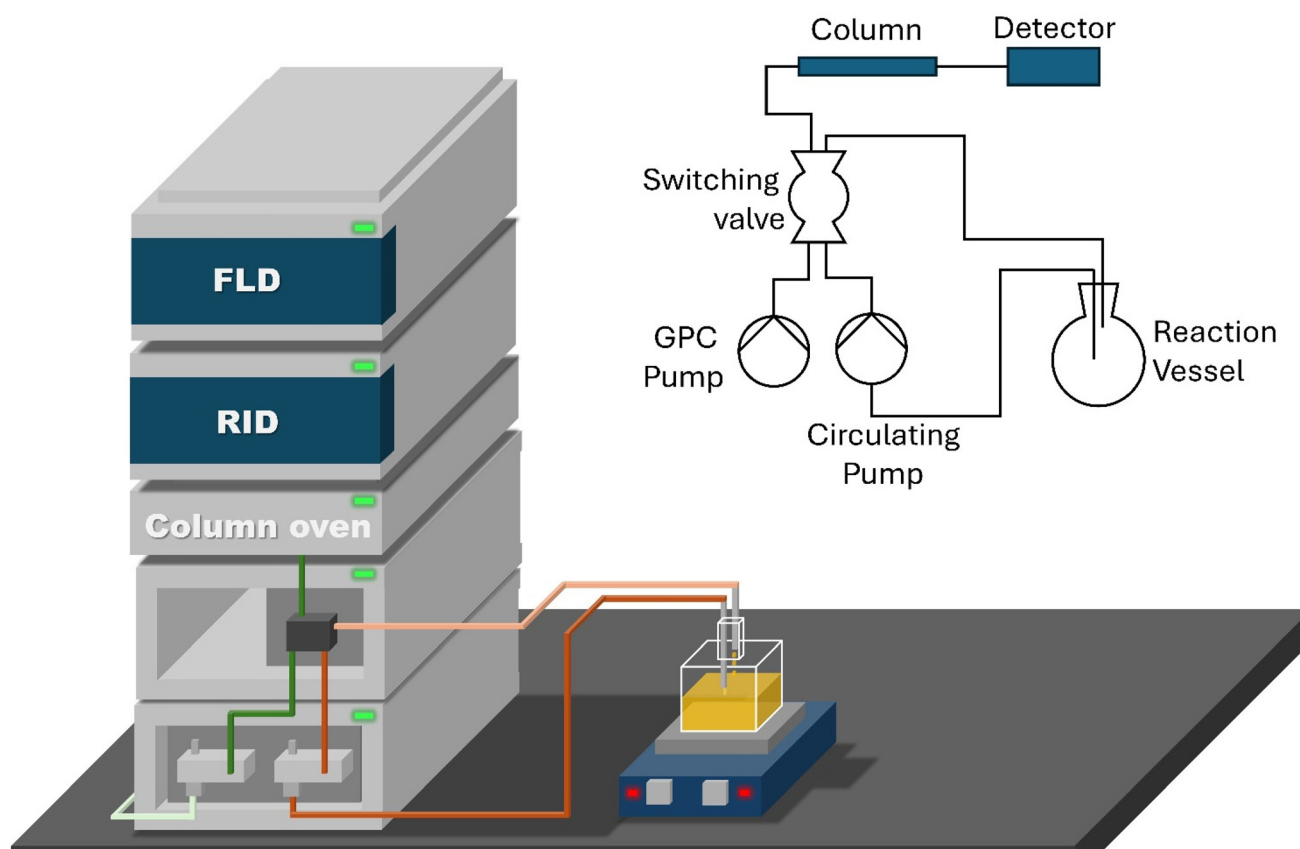 Column
Detector
Switching
valve
GPC
Pump
Circulating
Pump
Reaction
Vessel
FLD
RID
Column oven